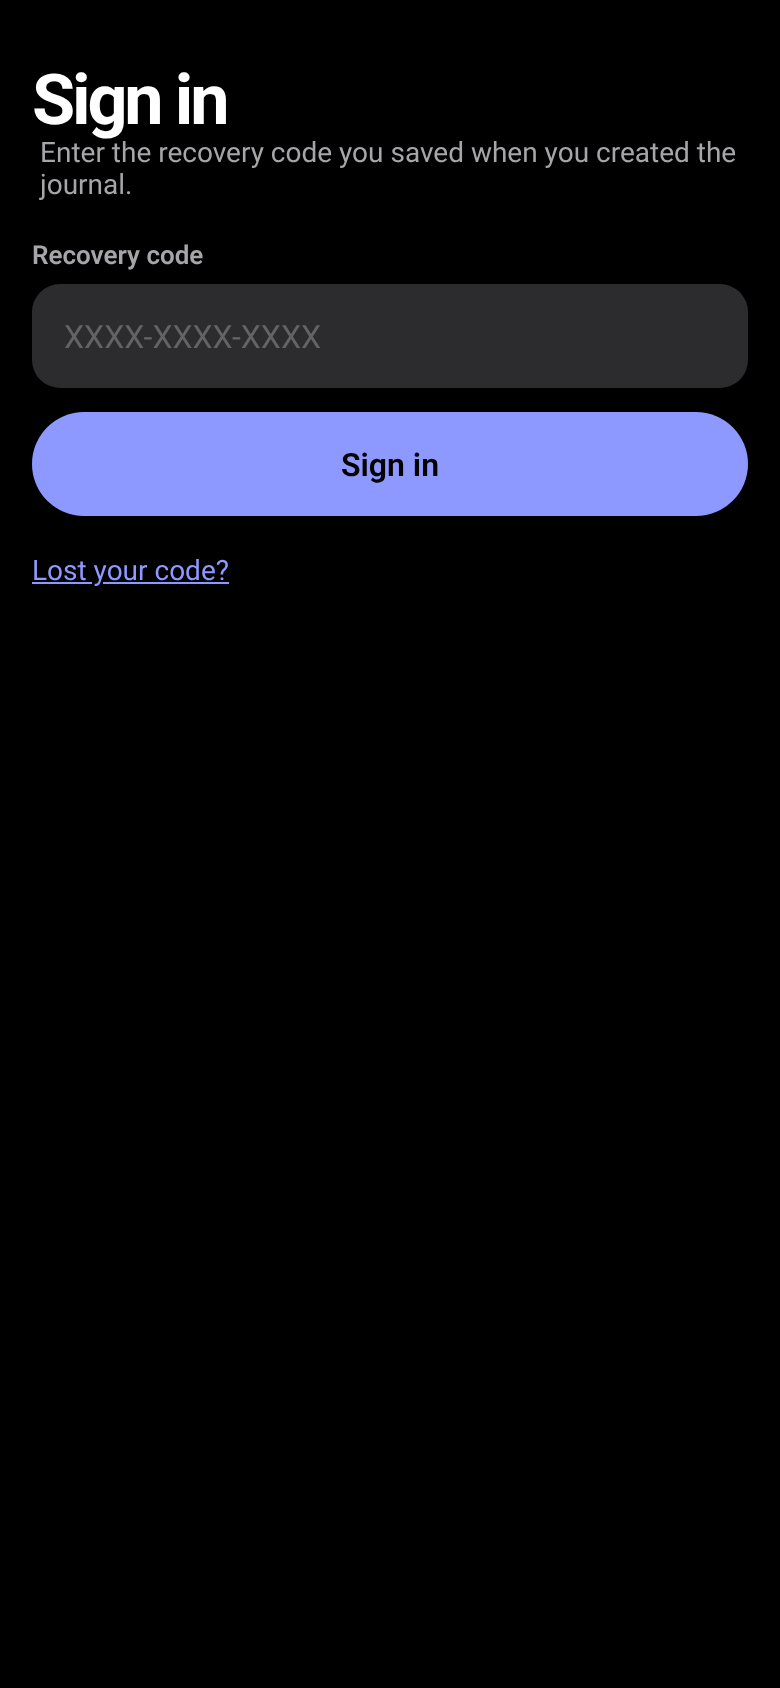 Sign in
Enter the recovery code you saved when you created the
journal.
Recovery code
XXXX-XXXX-XXXX
Sign in
Lost your code?